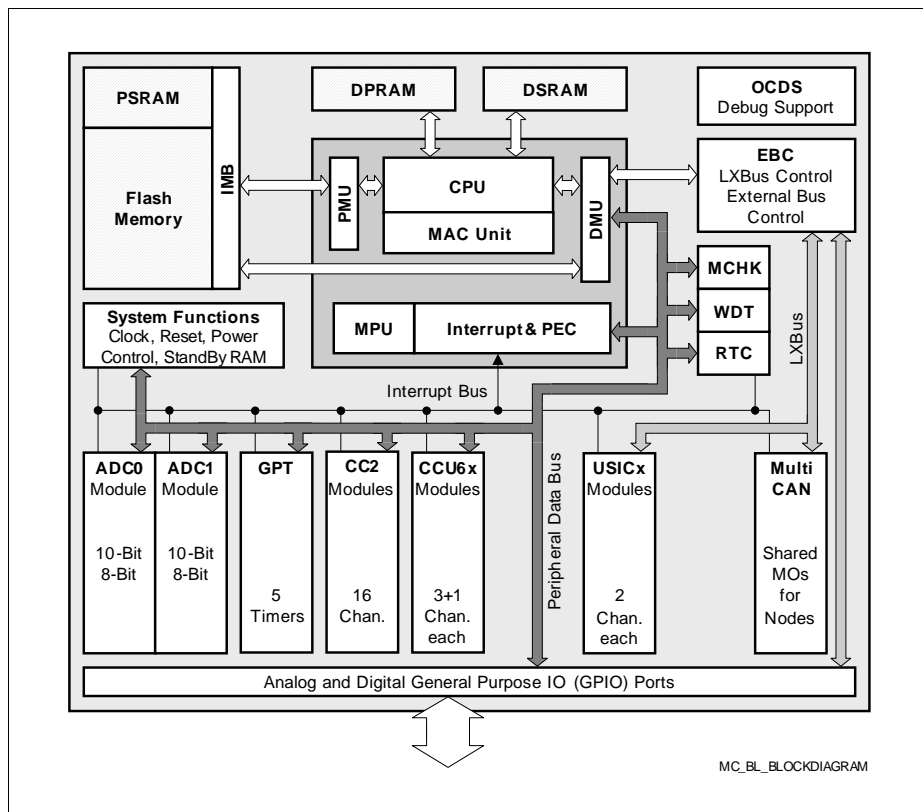 PSRAM
Flash
Memory
IMB
DPRAM
DSRAM
OCDS
Debug Support
PMU
CPU
MAC Unit
DMU
EBC
LXBus Control
External Bus
Control
MPU
Interrupt & PEC
MCHK
WDT
RTC
LXBus
System Functions
Clock, Reset, Power
Control, StandBy RAM
Interrupt Bus
Peripheral Data Bus
ADC0
Module
10-Bit
8-Bit
ADC1
Module
10-Bit
8-Bit
GPT
5
Timers
CC2
Modules
16
Chan.
CCU6x
Modules
3+1
Chan.
each
USICx
Modules
2
Chan.
each
Multi
CAN
Shared
MOs
for
Nodes
Analog and Digital General Purpose IO (GPIO) Ports
MC_BL_BLOCKDIAGRAM